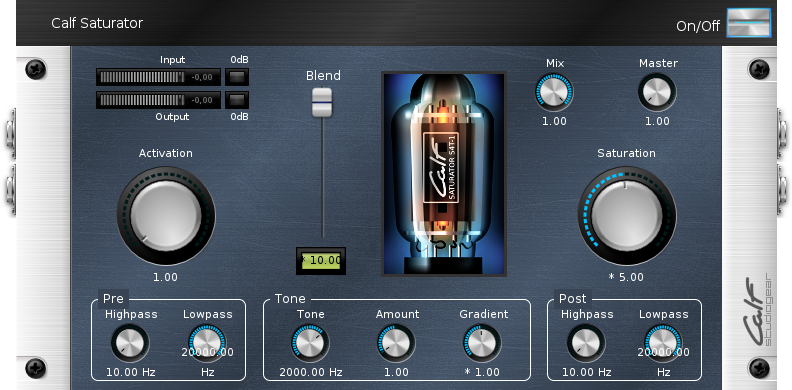 Calf Saturator
On/Off
Input 0dB
-0,00
-0,00
Output 0dB
Blend
* 10.00
Calf
SATURATOR S4T-1
Mix
1.00
Master
1.00
Activation
1.00
Saturation
* 5.00
Pre
Highpass Lowpass
20000.00
10.00 Hz Hz
Tone
Tone Amount Gradient
2000.00 Hz 1.00 * 1.00
Post
Highpass Lowpass
20000.00
10.00 Hz Hz
Calf
studiogear